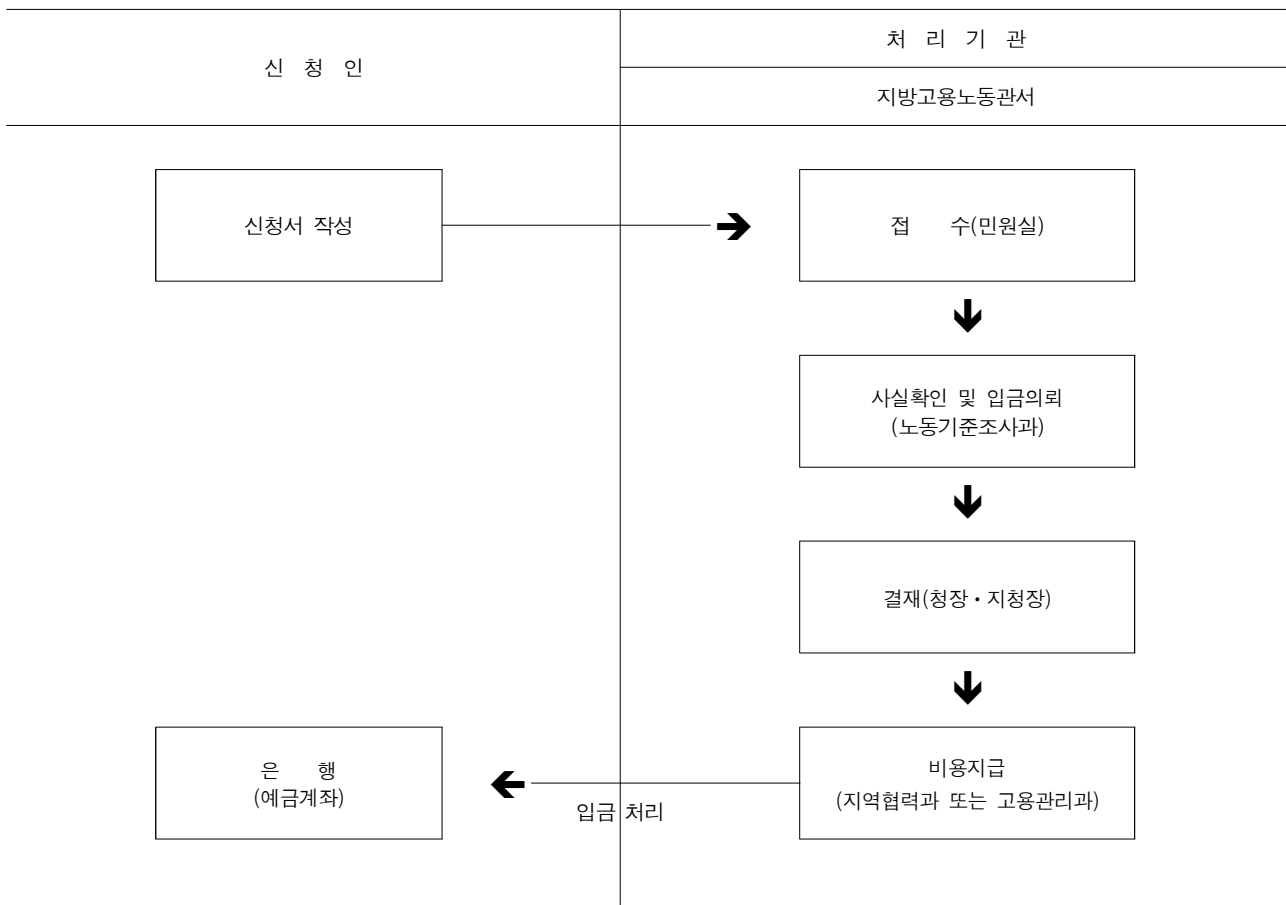 신 청 인
처 리 기 관
지방고용노동관서
신청서 작성
접 수(민원실)
사실확인 및 입금의뢰
(노동기준조사과)
결재(청장・지청장)
비용지급
(지역협력과 또는 고용관리과)
입금 처리
은 행
(예금계좌)